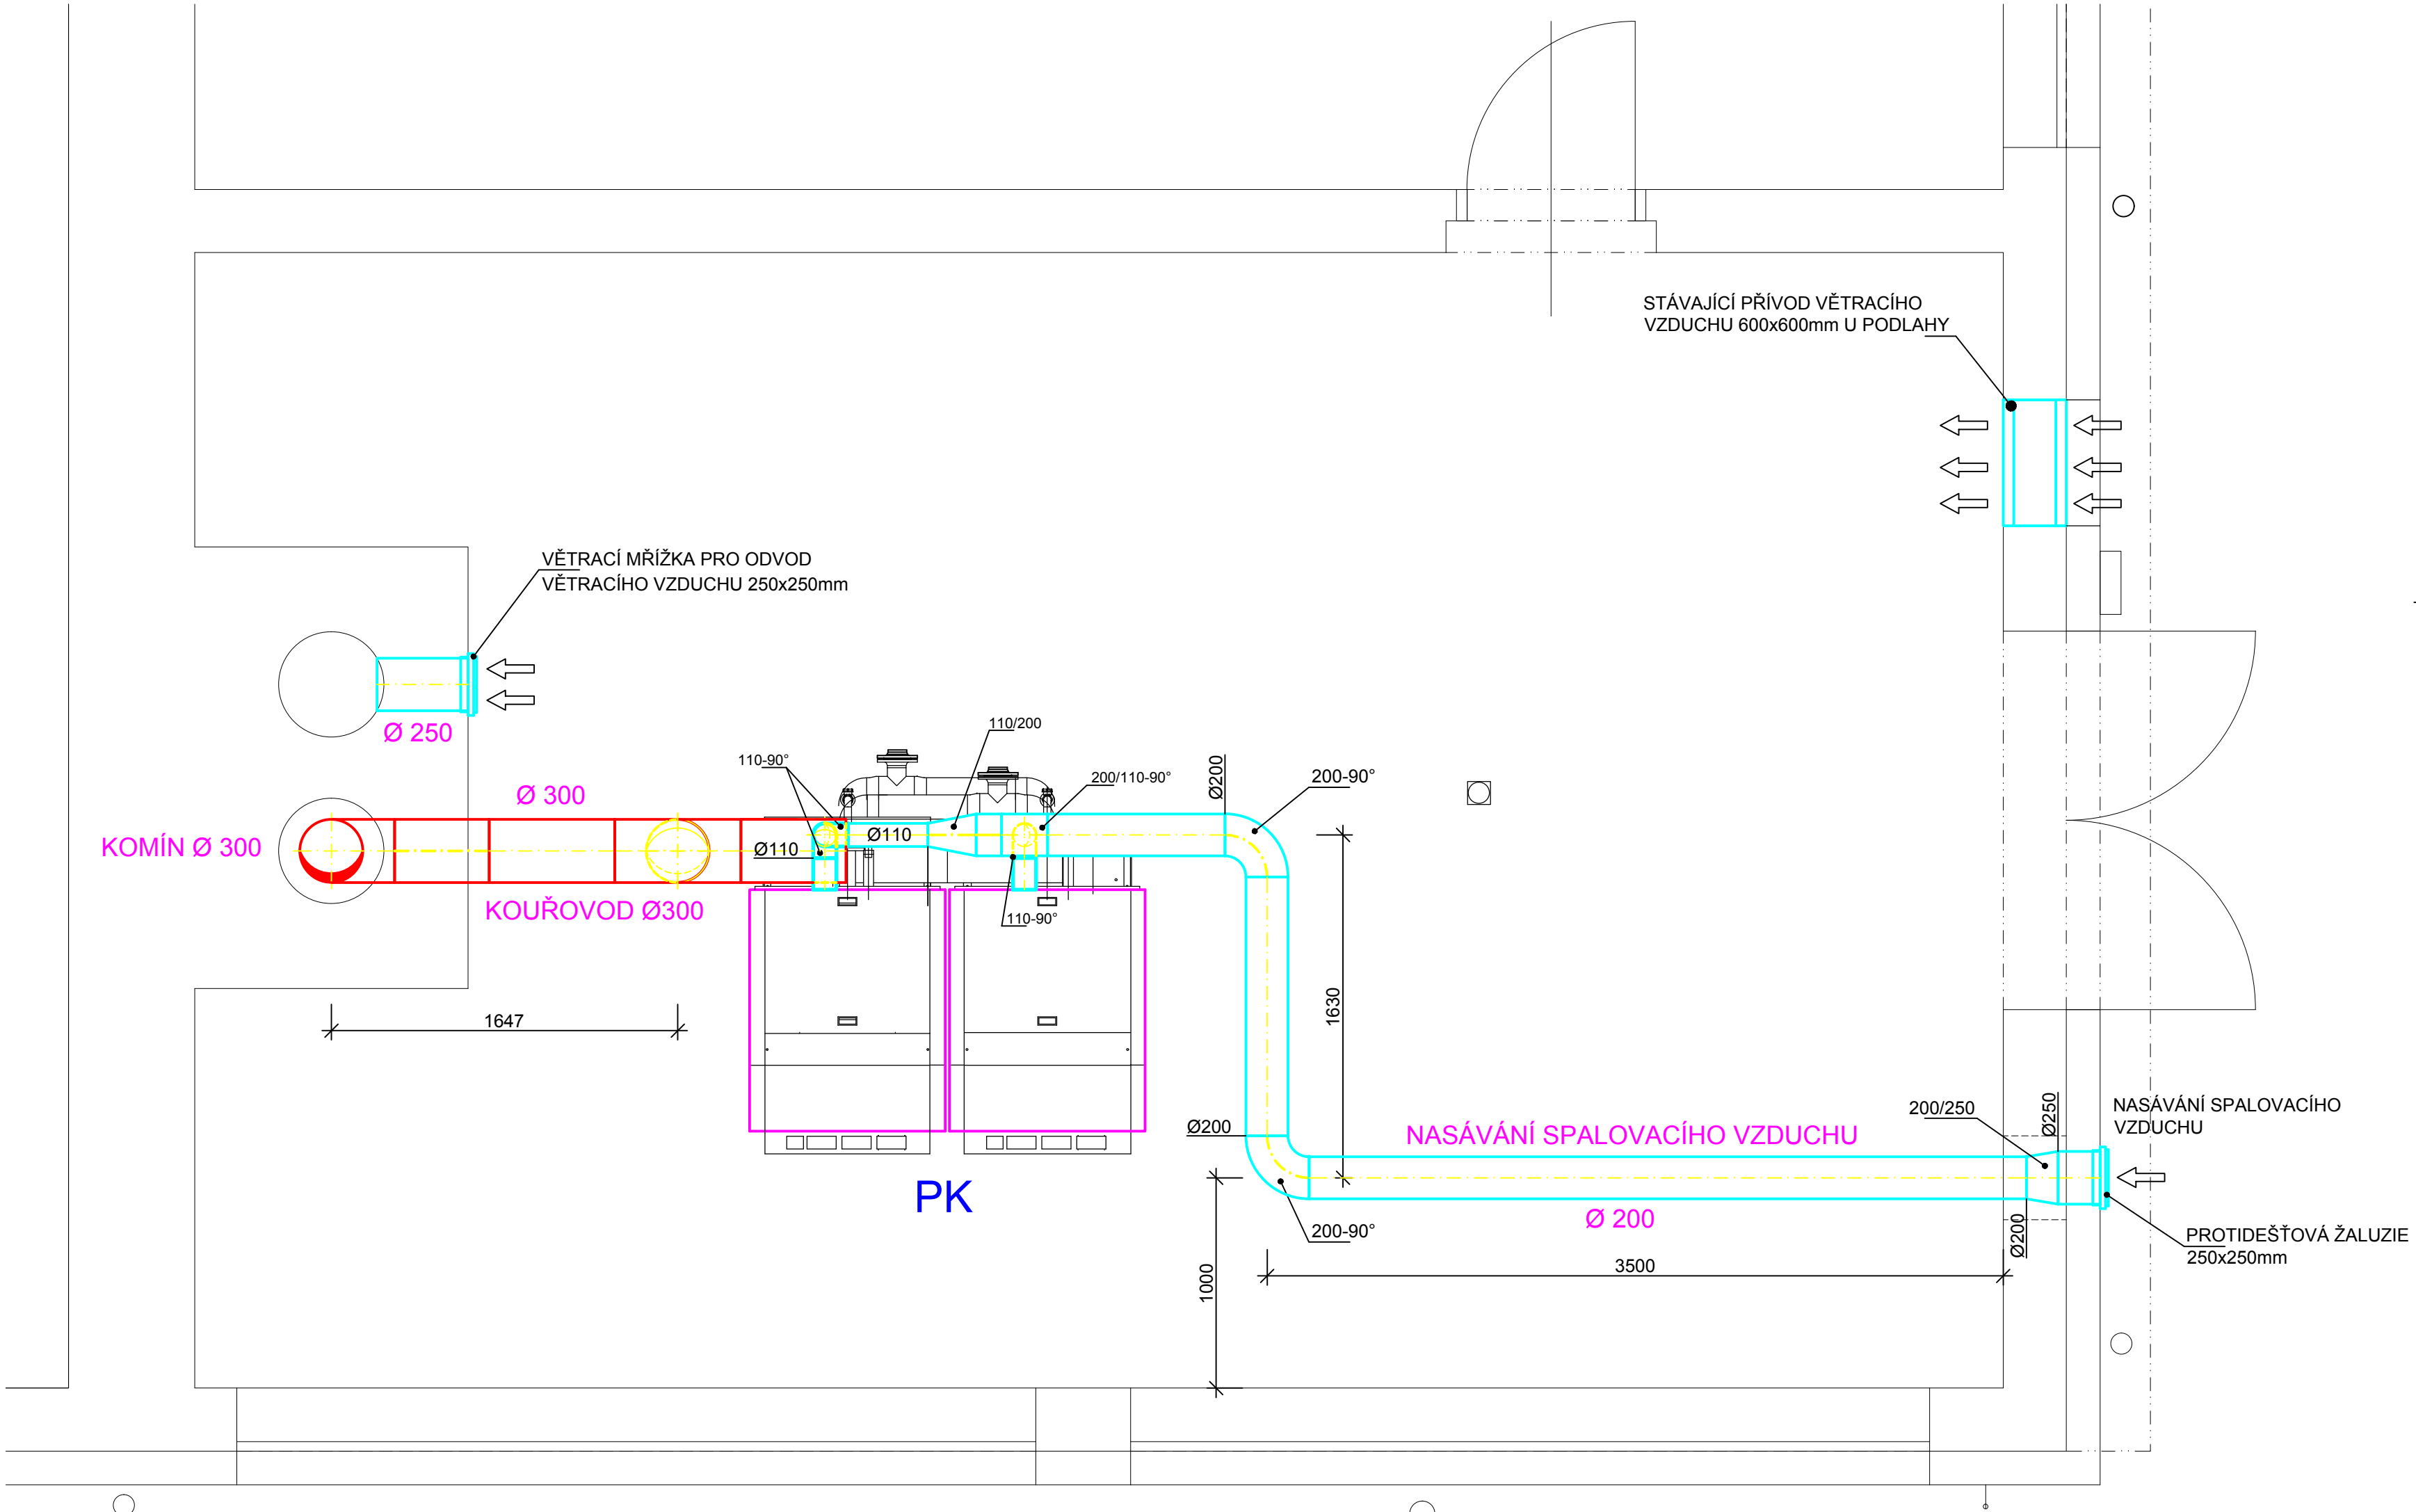 STÁVAJÍCÍ PŘÍVOD VĚTRACÍHO
VZDUCHU 600x600mm U PODLAHY
VĚTRACÍ MŘÍŽKA PRO ODVOD
VĚTRACÍHO VZDUCHU 250x250mm
Ø 250
110/200
110-90°
200/110-90°
Ø200
200-90°
Ø 300
KOMÍN Ø 300
Ø110
Ø110
KOUŘOVOD Ø300
110-90°
1647
1630
PK
Ø200
NASÁVÁNÍ SPALOVACÍHO VZDUCHU
200/250
Ø250
NASÁVÁNÍ SPALOVACÍHO
VZDUCHU
Ø 200
200-90°
Ø200
PROTIDEŠŤOVÁ ŽALUZIE
250x250mm
3500
1000